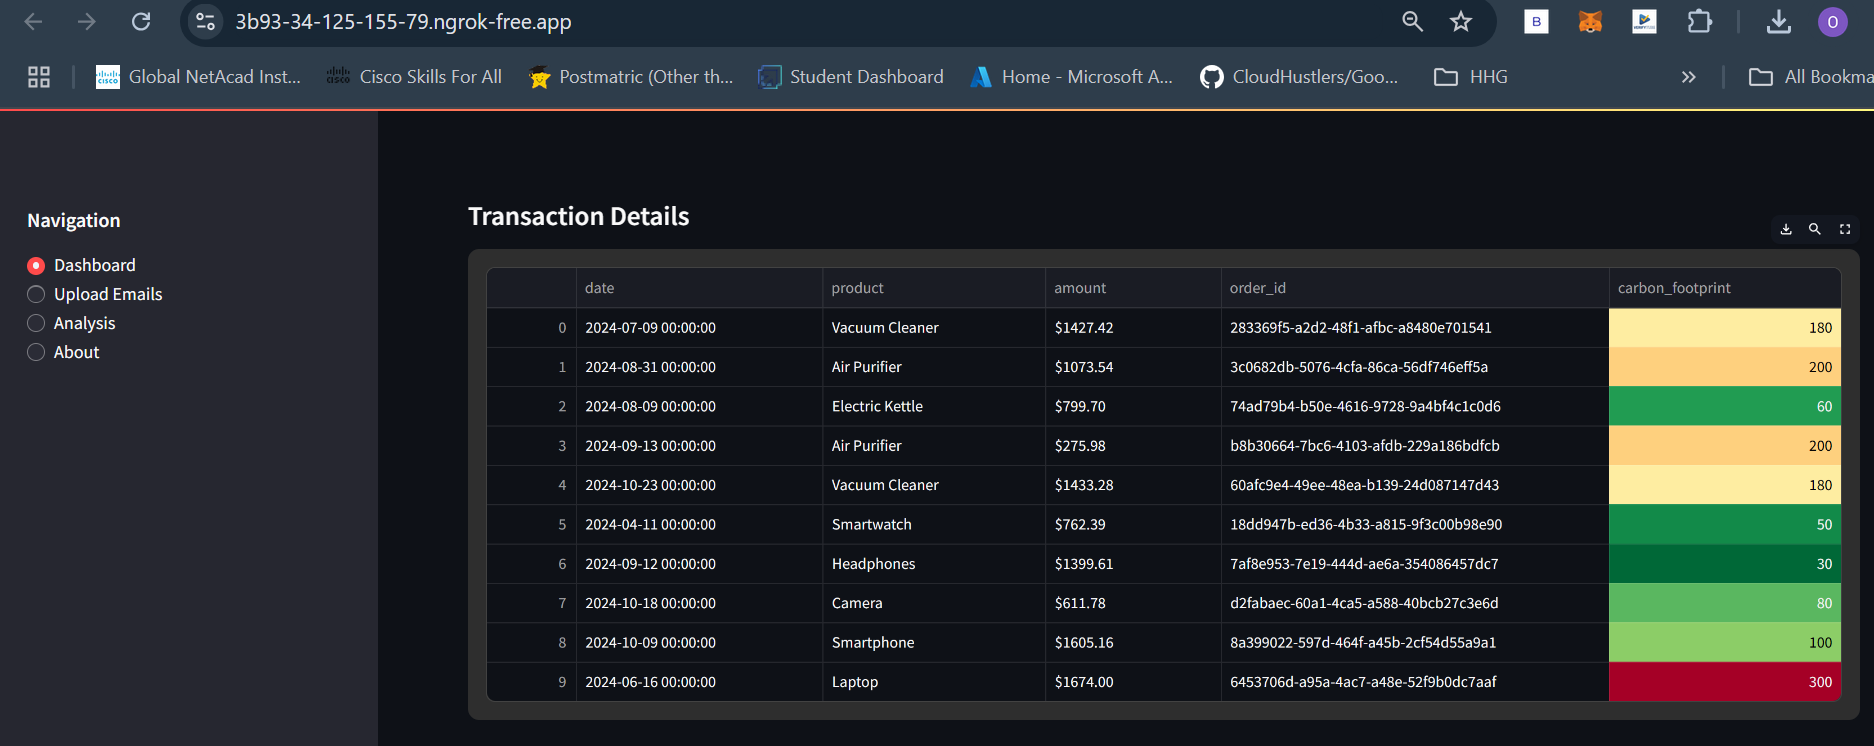 3b93-34-125-155-79.ngrok-free.app
B
O
Global NetAcad Inst... Cisco Skills For All Postmatric (Other th... Student Dashboard Home - Microsoft A... CloudHustlers/Goo... HHG » All Bookma
Navigation
Dashboard
Upload Emails
Analysis
About
Transaction Details
date product amount order_id carbon_footprint
0 2024-07-09 00:00:00 Vacuum Cleaner $1427.42 283369f5-a2d2-48f1-afbc-a8480e701541 180
1 2024-08-31 00:00:00 Air Purifier $1073.54 3c0682db-5076-4cfa-86ca-56df746eff5a 200
2 2024-08-09 00:00:00 Electric Kettle $799.70 74ad79b4-b50e-4616-9728-9a4bf4c1c0d6 60
3 2024-09-13 00:00:00 Air Purifier $275.98 b8b30664-7bc6-4103-afdb-229a186bdfcb 200
4 2024-10-23 00:00:00 Vacuum Cleaner $1433.28 60afc9e4-49ee-48ea-b139-24d087147d43 180
5 2024-04-11 00:00:00 Smartwatch $762.39 18dd947b-ed36-4b33-a815-9f3c00b98e90 50
6 2024-09-12 00:00:00 Headphones $1399.61 7af8e953-7e19-444d-ae6a-354086457dc7 30
7 2024-10-18 00:00:00 Camera $611.78 d2fabaec-60a1-4ca5-a588-40bcb27c3e6d 80
8 2024-10-09 00:00:00 Smartphone $1605.16 8a399022-597d-464f-a45b-2cf54d55a9a1 100
9 2024-06-16 00:00:00 Laptop $1674.00 6453706d-a95a-4ac7-a48e-52f9b0dc7aaf 300